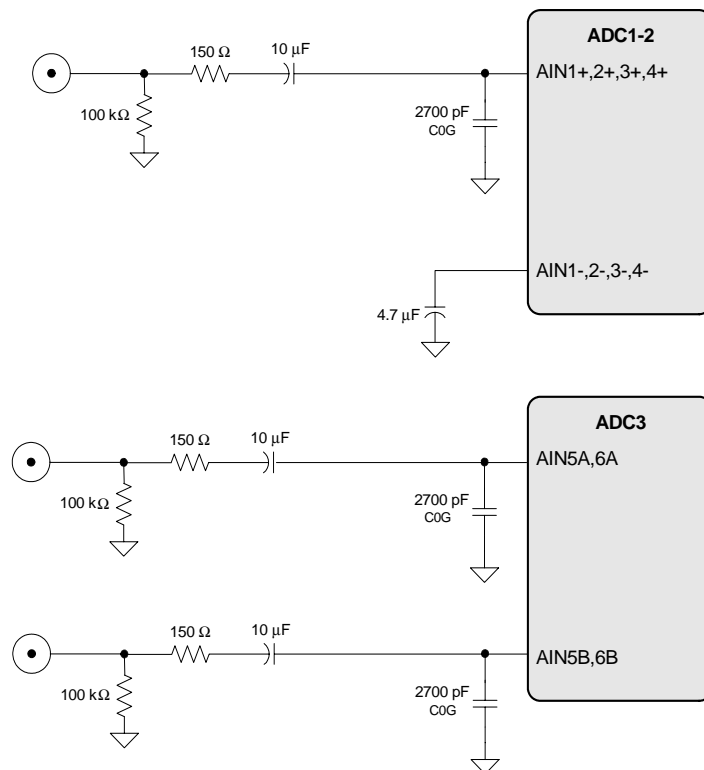 ADC1-2
150 Ω
10 µF
AIN1+,2+,3+,4+
100 kΩ
2700 pF
C0G
AIN1-,2-,3-,4-
4.7 µF
ADC3
150 Ω
10 µF
AIN5A,6A
100 kΩ
2700 pF
C0G
150 Ω
10 µF
AIN5B,6B
100 kΩ
2700 pF
C0G